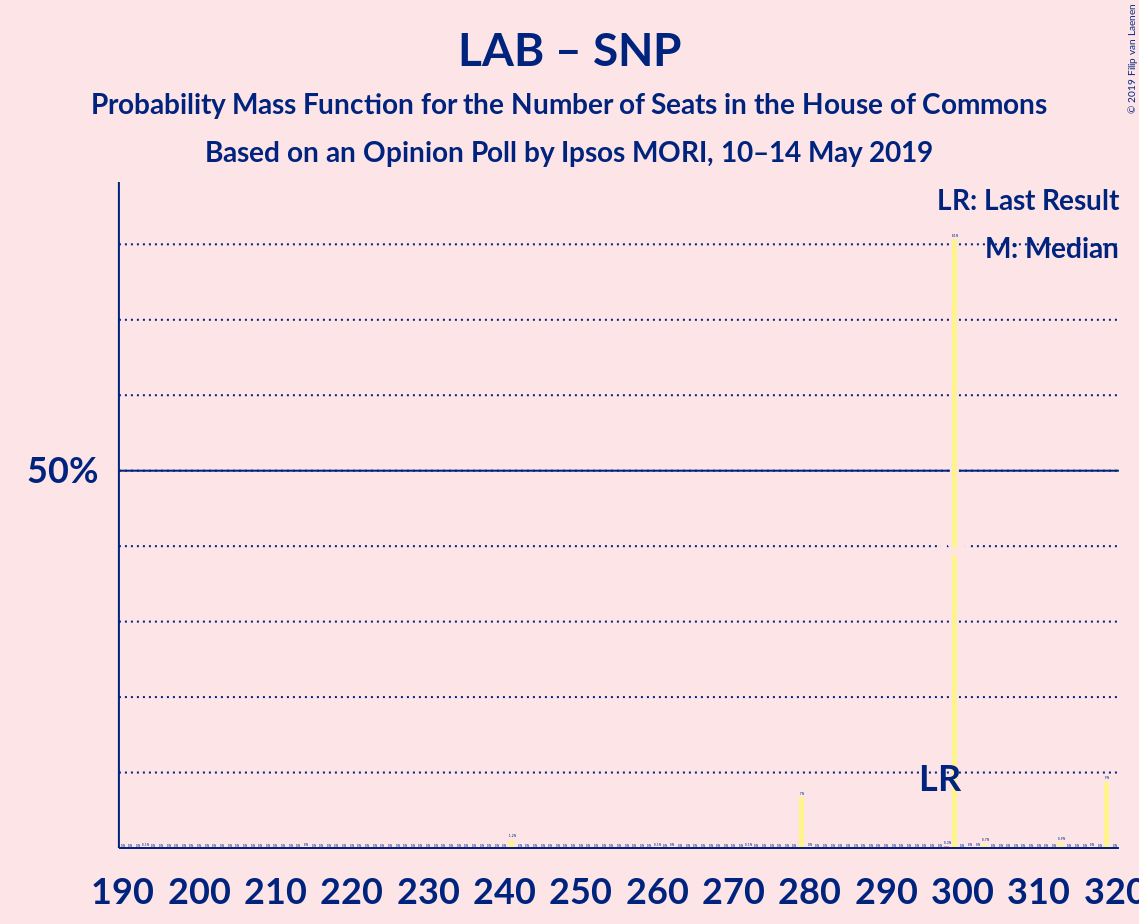 LAB – SNP
Probability Mass Function for the Number of Seats in the House of Commons
Based on an Opinion Poll by Ipsos MORI, 10–14 May 2019
© 2019 Filip van Laenen
LR: Last Result
M: Median
50%
LR
190 200 210 220 230 240 250 260 270 280 290 300 310 320